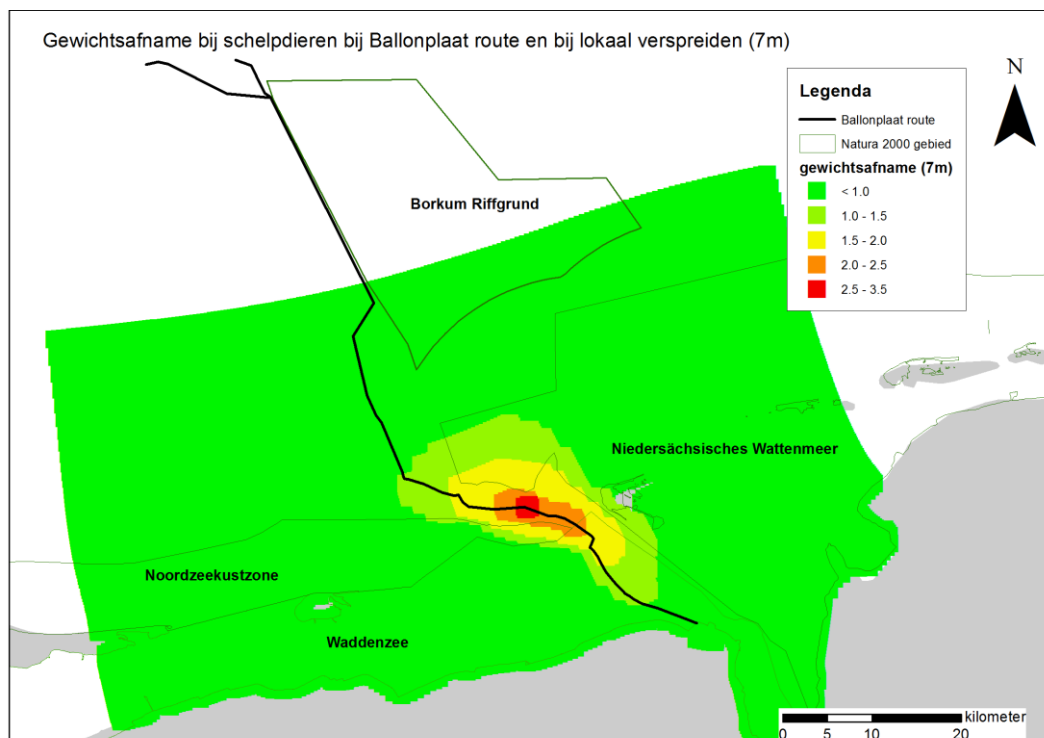 Gewichtsafname bij schelpdieren bij Ballonplaat route en bij lokaal verspreiden (7m)
N
Legenda
Ballonplaat route
Natura 2000 gebied
gewichtsafname (7m)
< 1.0
1.0 - 1.5
1.5 - 2.0
2.0 - 2.5
2.5 - 3.5
Borkum Riffgrund
Niedersächsisches Wattenmeer
Noordzeekustzone
Waddenzee
kilometer
0 5 10 20